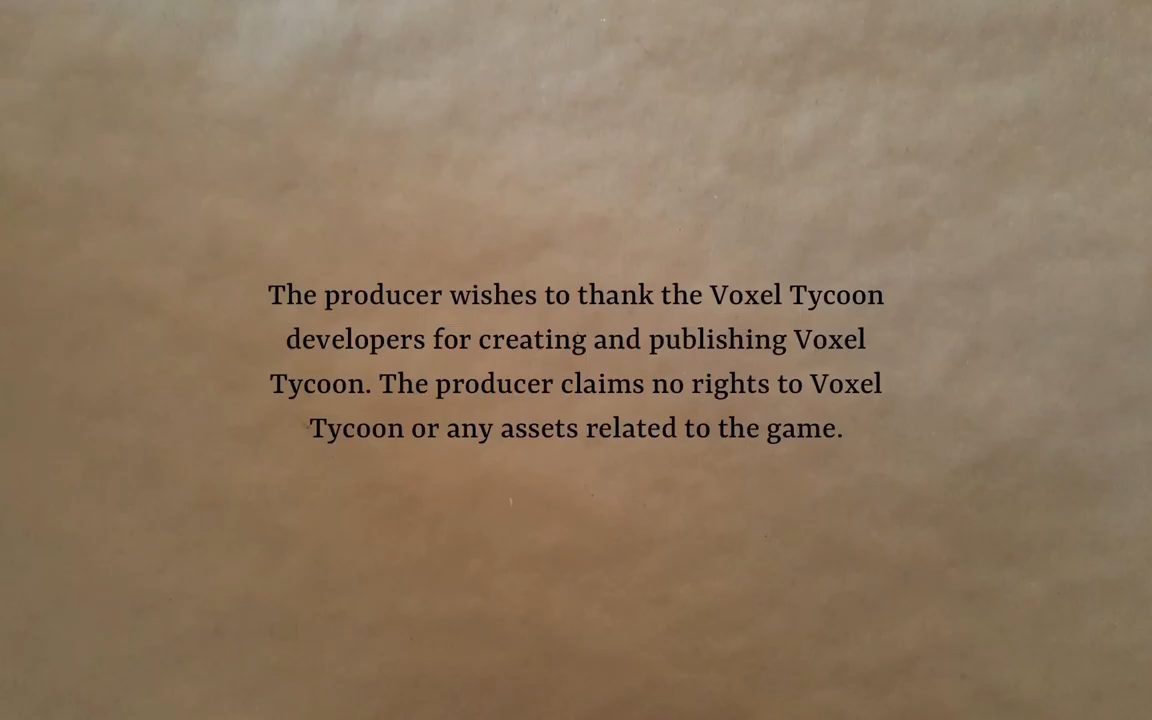 The producer wishes to thank the Voxel Tycoon
developers for creating and publishing Voxel
Tycoon. The producer claims no rights to Voxel
Tycoon or any assets related to the game.